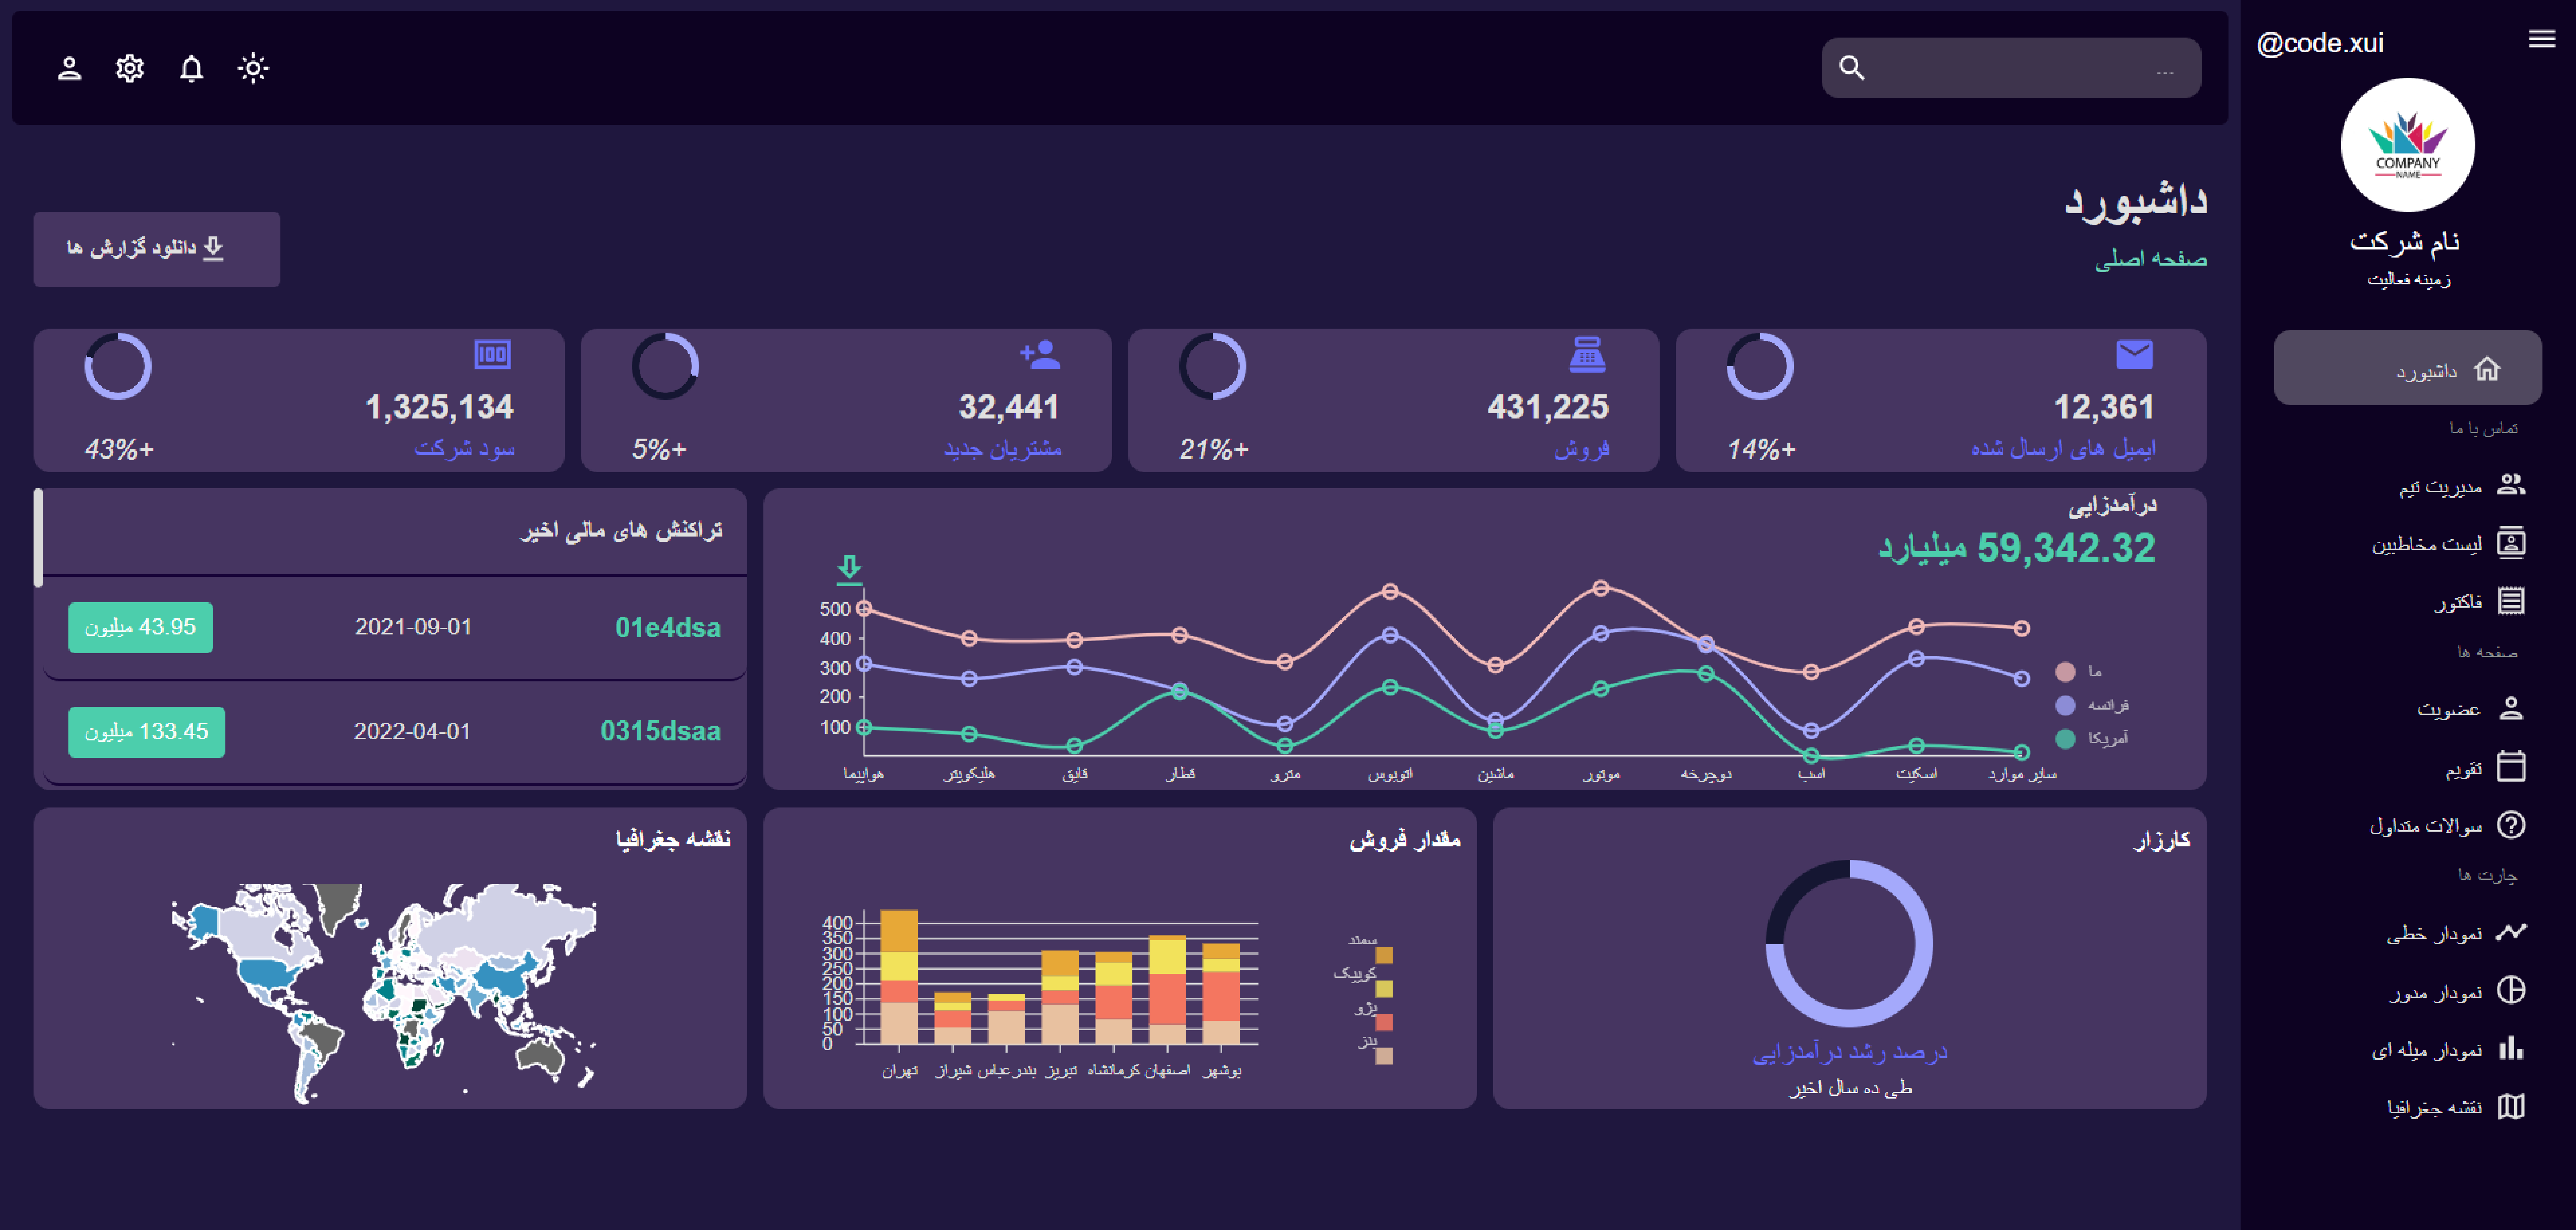 @code.xui
COMPANY
NAME
نام شرکت
زمینه فعالیت
داشبورد
تماس با ما
مدیریت تیم
لیست مخاطبین
فاکتور
صفحه ها
عضویت
تقویم
سوالات متداول
چارت ها
نمودار خطی
نمودار مدور
نمودار میله ای
نقشه جغرافیا
...
داشبورد
صفحه اصلی
دانلود گزارش ها
12,361
ایمیل های ارسال شده
14%+
431,225
فروش
21%+
32,441
مشتریان جدید
5%+
100
1,325,134
سود شرکت
43%+
درآمدزایی
59,342.32 میلیارد
500
400
300
200
100
هواپیما
هلیکوپتر
قایق
قطار
مترو
اتوبوس
ماشین
موتور
دوچرخه
اسب
اسکیت
سایر موارد
ما
فرانسه
آمریکا
تراکنش های مالی اخیر
01e4dsa
2021-09-01
43.95 میلیون
0315dsaa
2022-04-01
133.45 میلیون
کارزار
درصد رشد درآمدزایی
طی ده سال اخیر
مقدار فروش
400
350
300
250
200
150
100
50
0
تهران
شیراز
بندرعباس
تبریز
کرمانشاه
اصفهان
بوشهر
سمند
کوییک
پژو
بنز
نقشه جغرافیا